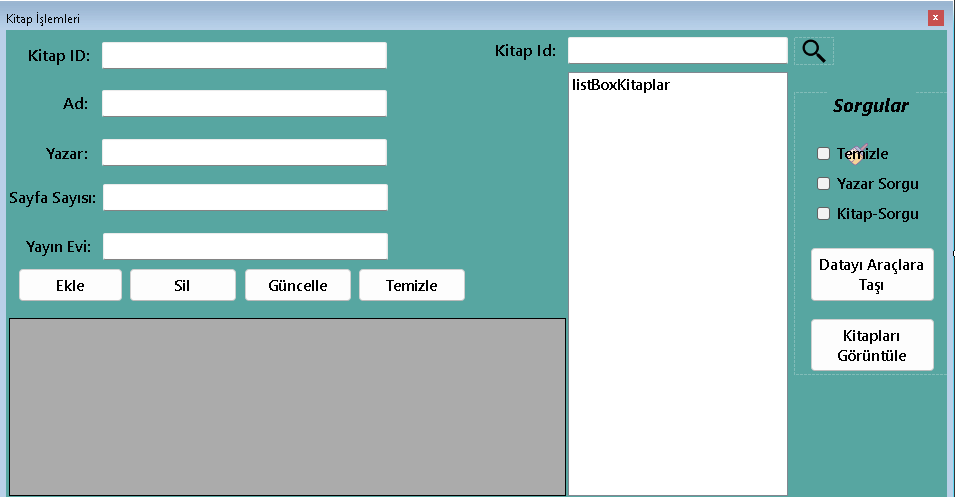 Kitap İşlemleri
x
Kitap ID:
Ad:
Yazar:
Sayfa Sayısı:
Yayın Evi:
Ekle
Sil
Güncelle
Temizle
Kitap Id:
listBoxKitaplar
Sorgular
Temizle
Yazar Sorgu
Kitap-Sorgu
Datayı Araçlara
Taşı
Kitapları
Görüntüle